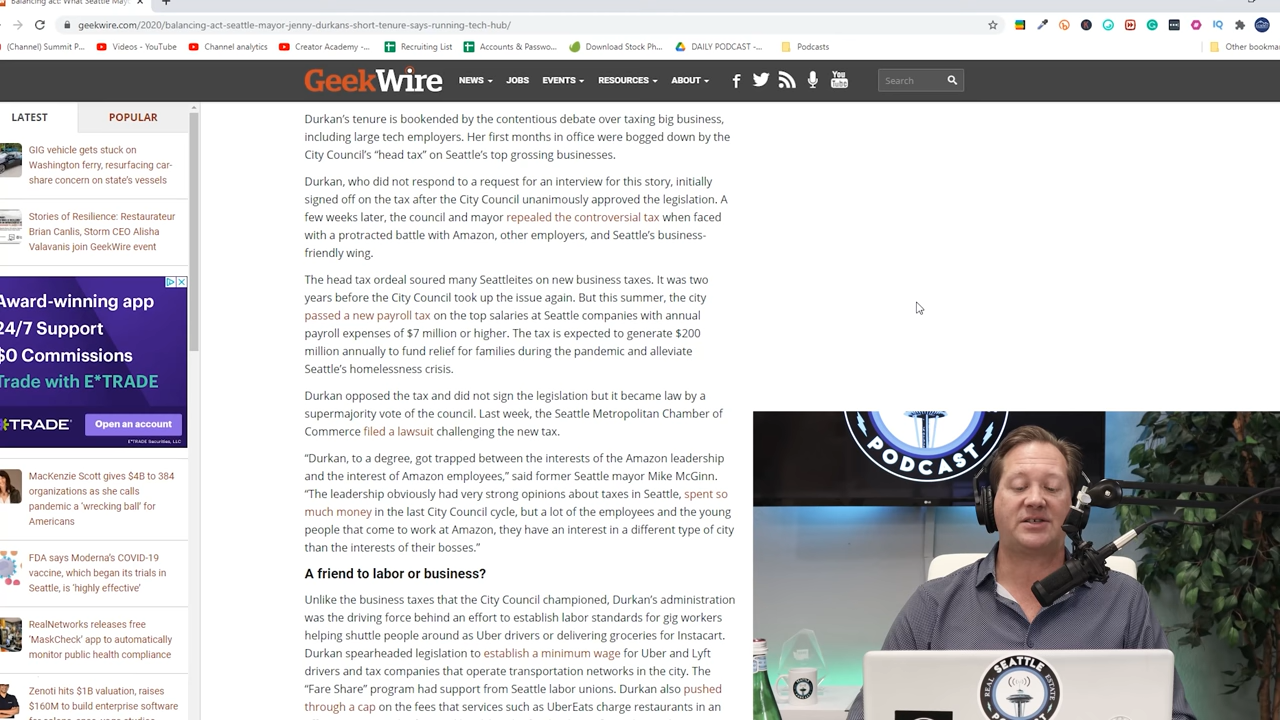 Balancing act: What Seattle May
geekwire.com/2020/balancing-act-seattle-mayor-jenny-durkans-short-tenure-says-running-tech-hub/
(Channel) Summit P... Videos - YouTube Channel analytics Creator Academy -... Recruiting List Accounts & Passwo... Download Stock Ph... DAILY PODCAST -... Podcasts Other bookma
GeekWire NEWS JOBS EVENTS RESOURCES ABOUT You Tube Search
LATEST POPULAR
GIG vehicle gets stuck on
Washington ferry, resurfacing car-
share concern on state's vessels
Stories of Resilience: Restaurateur
Brian Canlis, Storm CEO Alisha
Valavanis join GeekWire event
Award-winning app
24/7 Support
$0 Commissions
Trade with E*TRADE
TRADE Open an account
E*TRADE Securities, LLC
MacKenzie Scott gives $4B to 384
organizations as she calls
pandemic a 'wrecking ball' for
Americans
FDA says Moderna's COVID-19
vaccine, which began its trials in
Seattle, is 'highly effective'
RealNetworks releases free
'MaskCheck' app to automatically
monitor public health compliance
Zenoti hits $1B valuation, raises
$160M to build enterprise software
Durkan's tenure is bookended by the contentious debate over taxing big business,
including large tech employers. Her first months in office were bogged down by the
City Council's “head tax” on Seattle's top grossing businesses.
Durkan, who did not respond to a request for an interview for this story, initially
signed off on the tax after the City Council unanimously approved the legislation. A
few weeks later, the council and mayor repealed the controversial tax when faced
with a protracted battle with Amazon, other employers, and Seattle's business-
friendly wing.
The head tax ordeal soured many Seattleites on new business taxes. It was two
years before the City Council took up the issue again. But this summer, the city
passed a new payroll tax on the top salaries at Seattle companies with annual
payroll expenses of $7 million or higher. The tax is expected to generate $200
million annually to fund relief for families during the pandemic and alleviate
Seattle's homelessness crisis.
Durkan opposed the tax and did not sign the legislation but it became law by a
supermajority vote of the council. Last week, the Seattle Metropolitan Chamber of
Commerce filed a lawsuit challenging the new tax.
“Durkan, to a degree, got trapped between the interests of the Amazon leadership
and the interest of Amazon employees,” said former Seattle mayor Mike McGinn.
“The leadership obviously had very strong opinions about taxes in Seattle, spent so
much money in the last City Council cycle, but a lot of the employees and the young
people that come to work at Amazon, they have an interest in a different type of city
than the interests of their bosses.”
A friend to labor or business?
Unlike the business taxes that the City Council championed, Durkan's administration
was the driving force behind an effort to establish labor standards for gig workers
helping shuttle people around as Uber drivers or delivering groceries for Instacart.
Durkan spearheaded legislation to establish a minimum wage for Uber and Lyft
drivers and tax companies that operate transportation networks in the city. The
“Fare Share” program had support from Seattle labor unions. Durkan also pushed
through a cap on the fees that services such as UberEats charge restaurants in an
PODCAST
REAL SEATTLE ESTATE
PODCAST